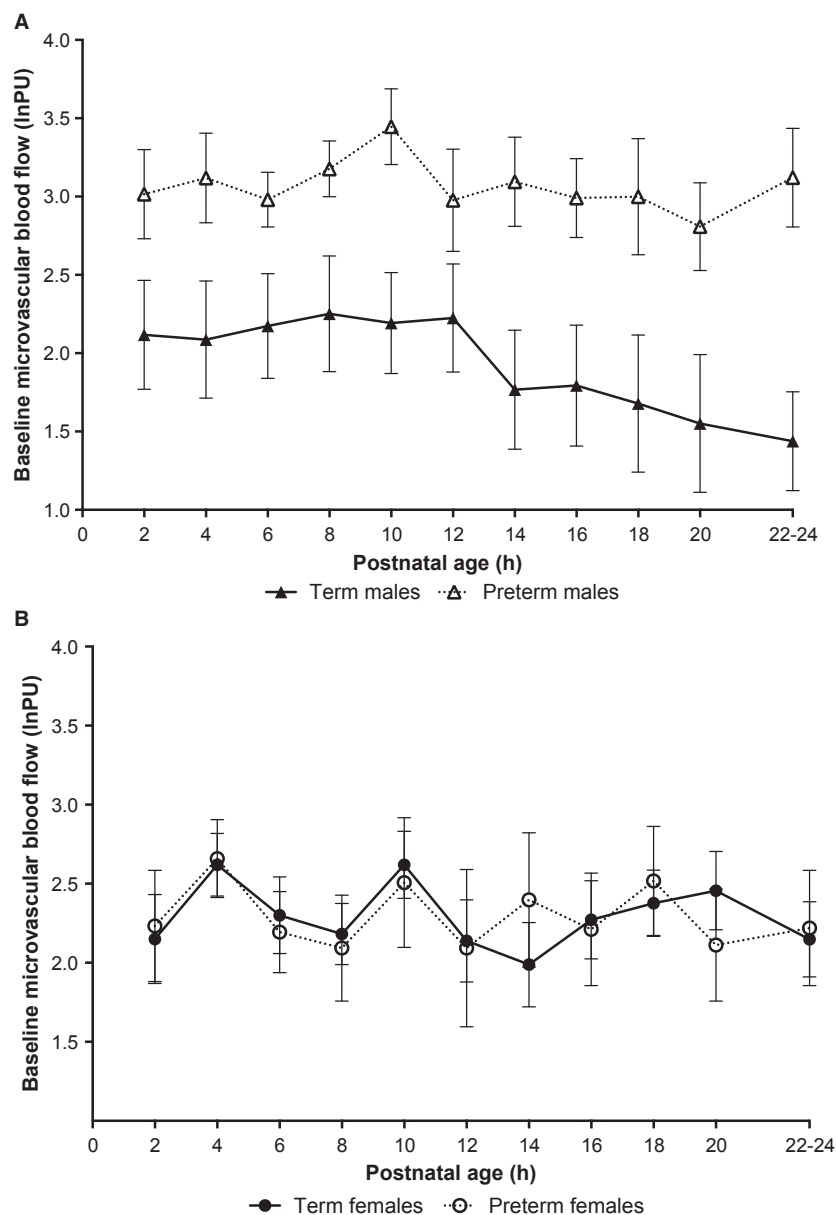 A
Baseline microvascular blood flow (lnPU)
4.0
3.5
3.0
2.5
2.0
1.5
1.0
0 2 4 6 8 10 12 14 16 18 20 22-24
Postnatal age (h)
Term males Preterm males
B
Baseline microvascular blood flow (lnPU)
4.0
3.5
3.0
2.5
2.0
1.5
0 2 4 6 8 10 12 14 16 18 20 22-24
Postnatal age (h)
Term females Preterm females